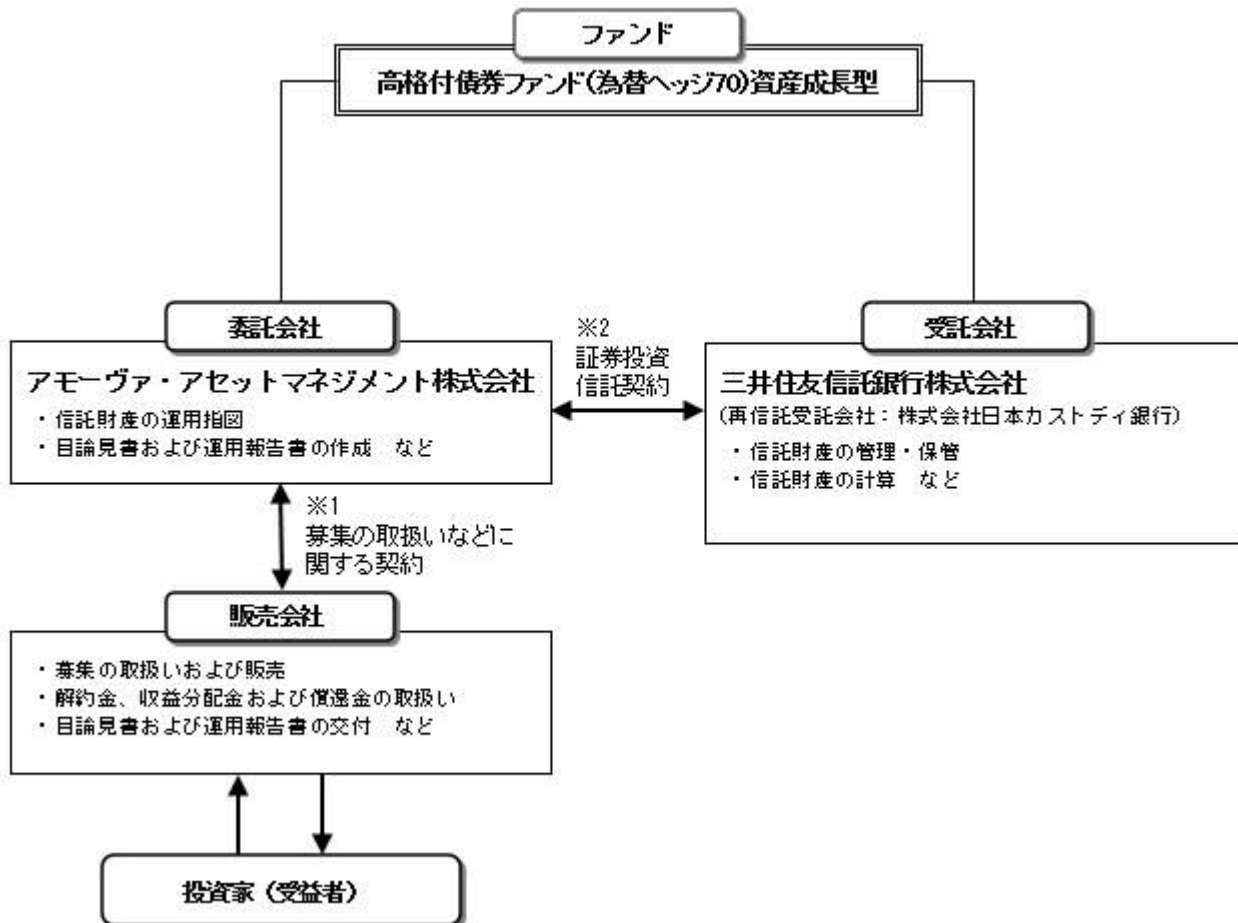 ファンド
高格付債券ファンド(為替ヘッジ70)資産成長型
委託会社
アモーヴァ・アセットマネジメント株式会社
・信託財産の運用指図
・目論見書および運用報告書の作成　など
※2
証券投資
信託契約
受託会社
三井住友信託銀行株式会社
(再信託受託会社：株式会社日本カストディ銀行)
・信託財産の管理・保管
・信託財産の計算　など
※1
募集の取扱いなどに
関する契約
販売会社
・募集の取扱いおよび販売
・解約金、収益分配金および償還金の取扱い
・目論見書および運用報告書の交付　など
投資家（受益者）